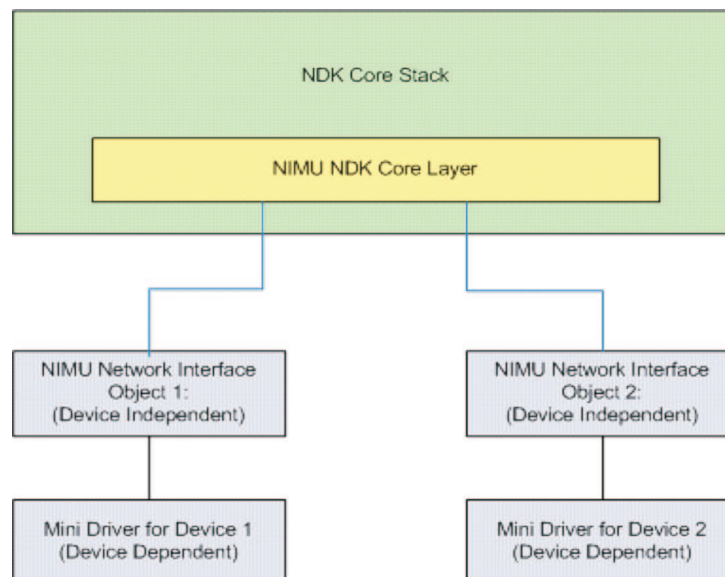 NDK Core Stack
NIMU NDK Core Layer
NIMU Network Interface
Object 1:
(Device Independent)
NIMU Network Interface
Object 2:
(Device Independent)
Mini Driver for Device 1
(Device Dependent)
Mini Driver for Device 2
(Device Dependent)